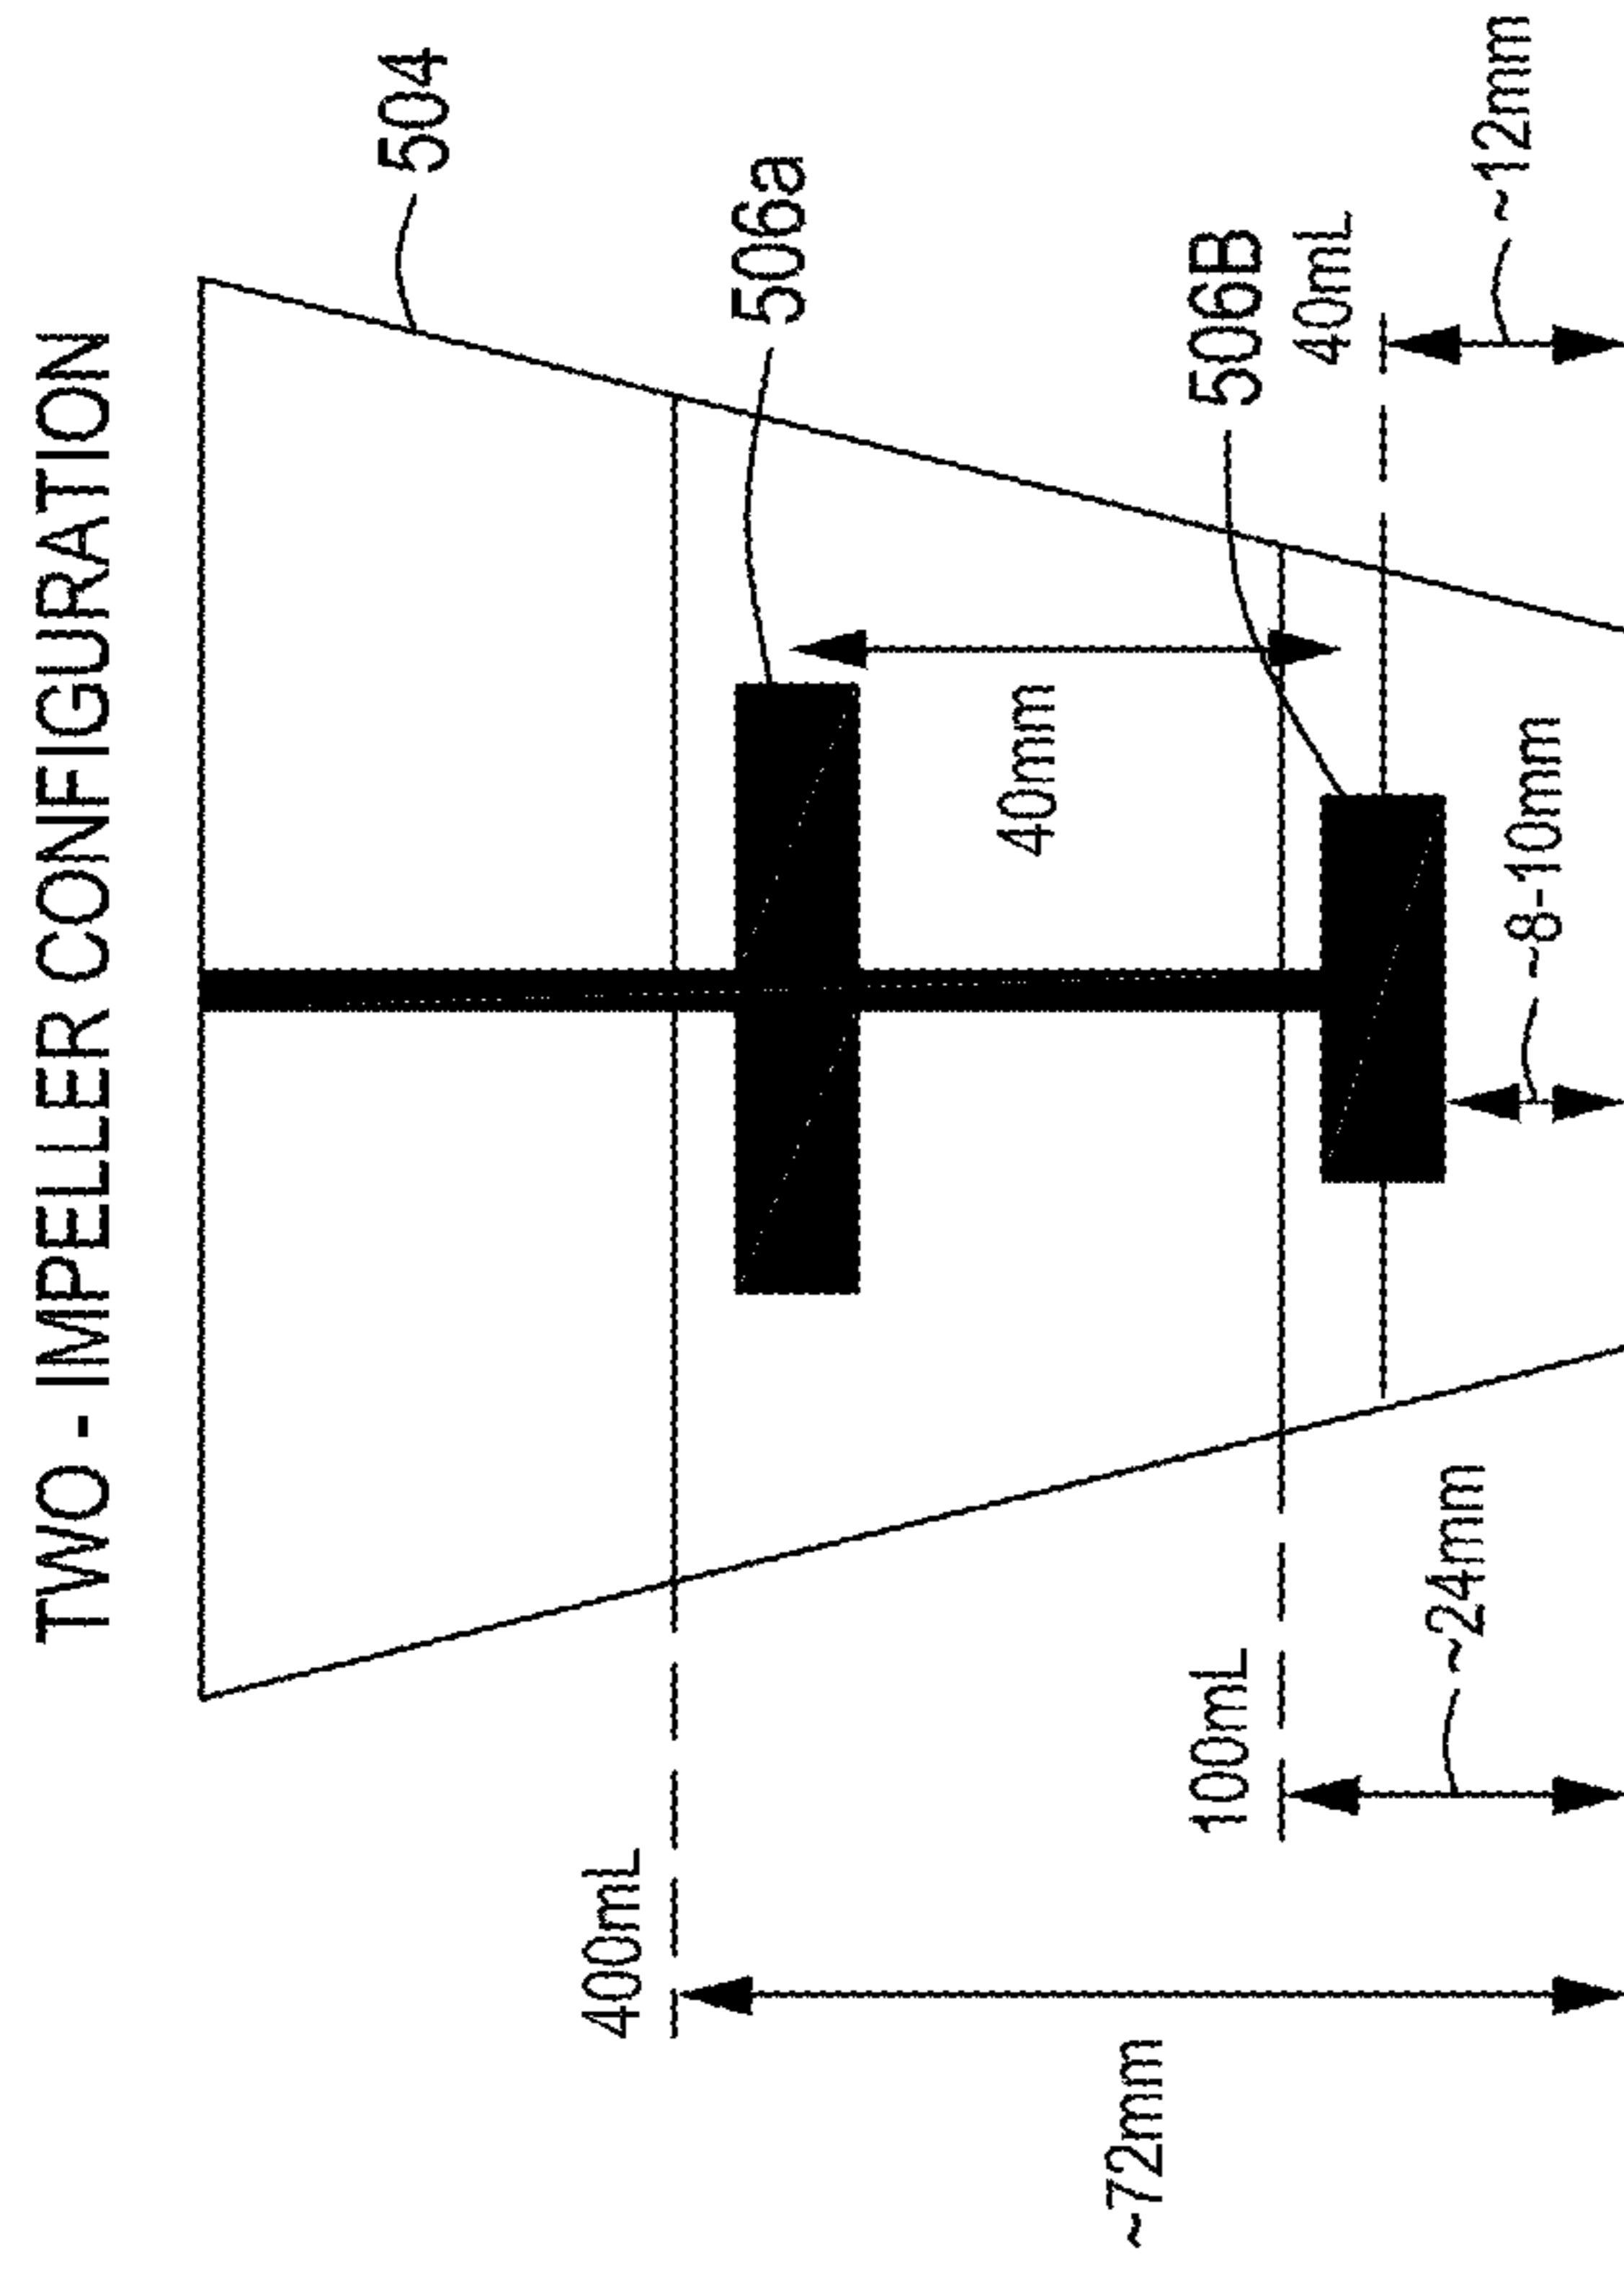 TWO - IMPELLER CONFIGURATION
504
506a
506B
40mL
~12mm
40mm
~8-10mm
400mL
100mL
~24mm
~72mm